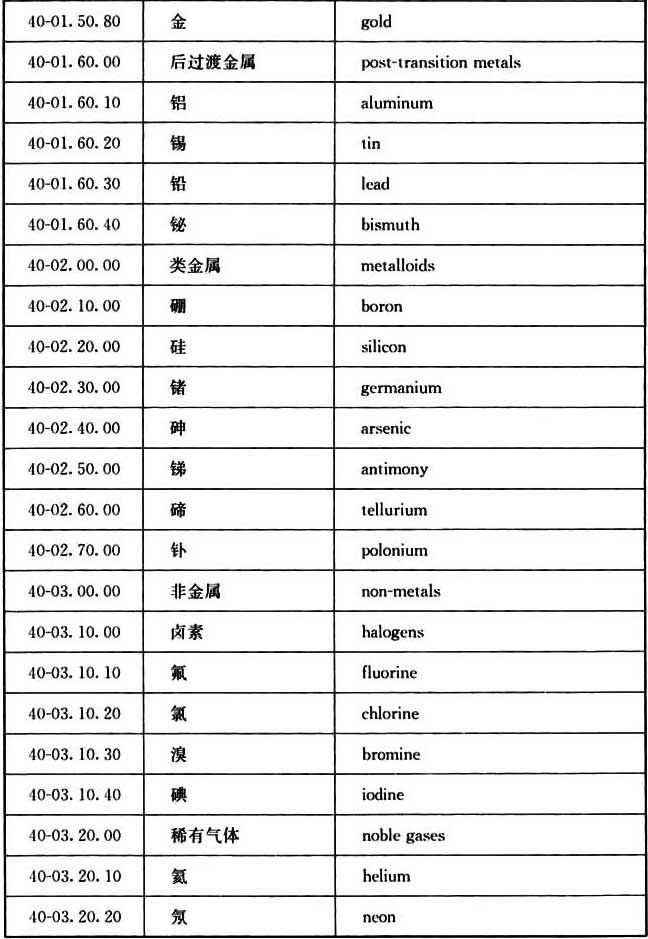 40-01.50.80 金 gold
40-01.60.00 后过渡金属 post-transition metals
40-01.60.10 铝 aluminum
40-01.60.20 锡 tin
40-01.60.30 铅 lead
40-01.60.40 铋 bismuth
40-02.00.00 类金属 metalloids
40-02.10.00 硼 boron
40-02.20.00 硅 silicon
40-02.30.00 锗 germanium
40-02.40.00 砷 arsenic
40-02.50.00 锑 antimony
40-02.60.00 碲 tellurium
40-02.70.00 钋 polonium
40-03.00.00 非金属 non-metals
40-03.10.00 卤素 halogens
40-03.10.10 氟 fluorine
40-03.10.20 氯 chlorine
40-03.10.30 溴 bromine
40-03.10.40 碘 iodine
40-03.20.00 稀有气体 noble gases
40-03.20.10 氦 helium
40-03.20.20 氖 neon